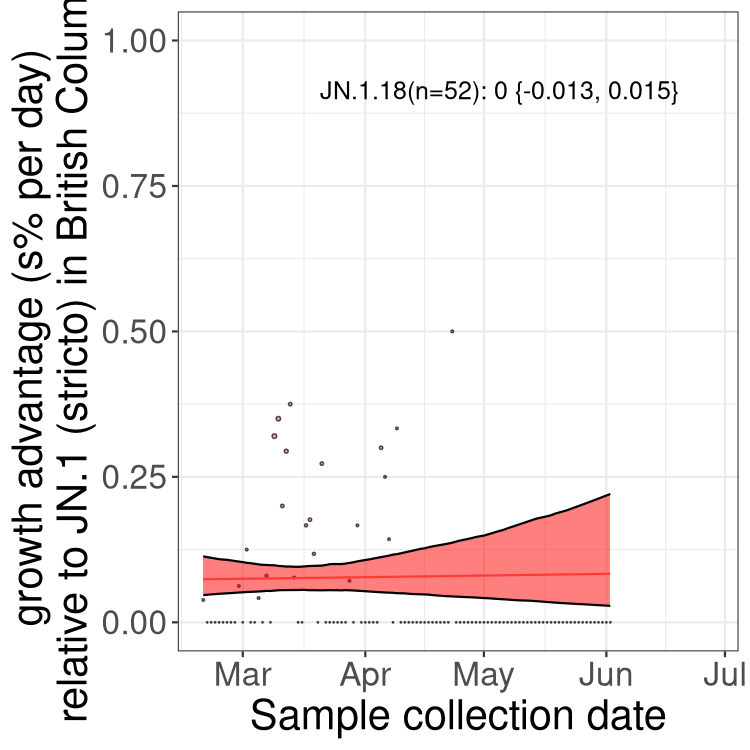 growth advantage (s% per day)
relative to JN.1 (stricto) in British Colum
1.00
0.75
0.50
0.25
0.00
JN.1.18(n=52): 0 {-0.013, 0.015}
Mar
Apr
May
Jun
Jul
Sample collection date